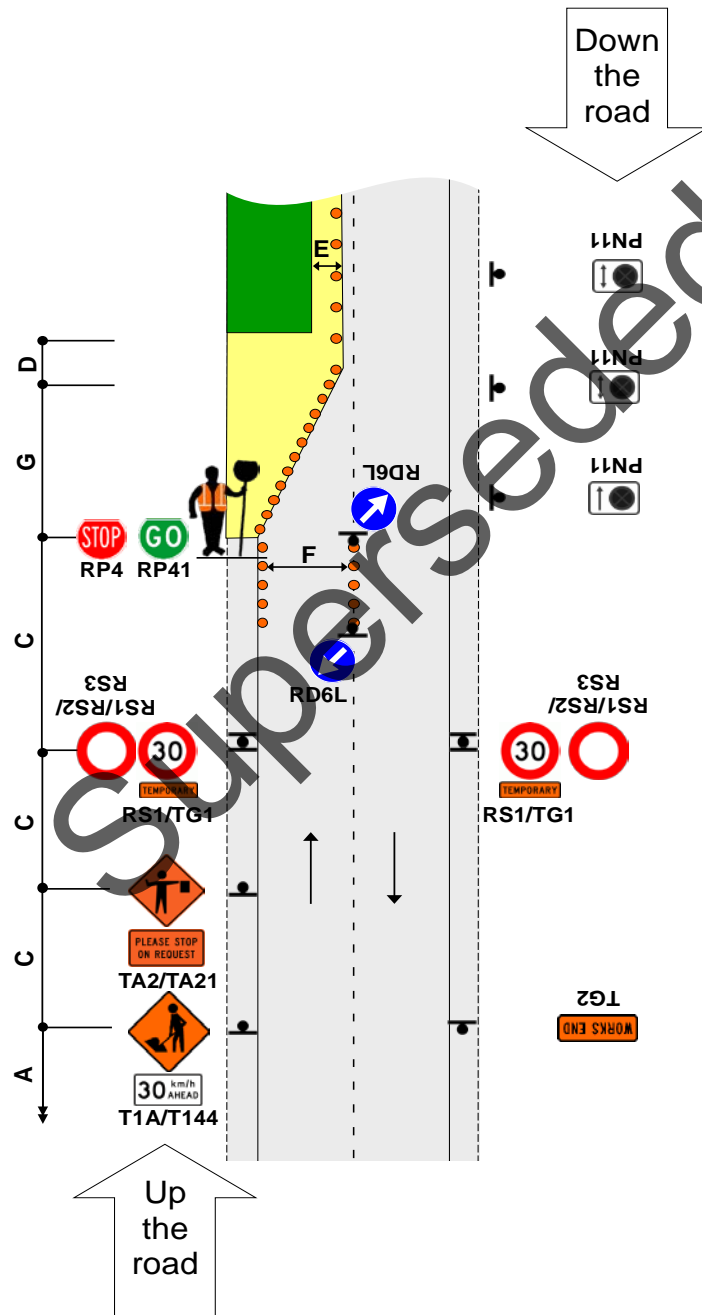 Down
the
road
PN11
E
PN11
D
RD6L
PN11
G
STOP
GO
RP4
RP41
F
C
RD6L
RS1/RS2/
RS3
RS1/RS2/
RS3
30
30
TEMPORARY
TEMPORARY
RS1/TG1
RS1/TG1
C
PLEASE STOP
ON REQUEST
C
TA2/TA21
TG2
WORKS END
A
30 km/h
AHEAD
T1A/T144
Up
the
road
Superseded